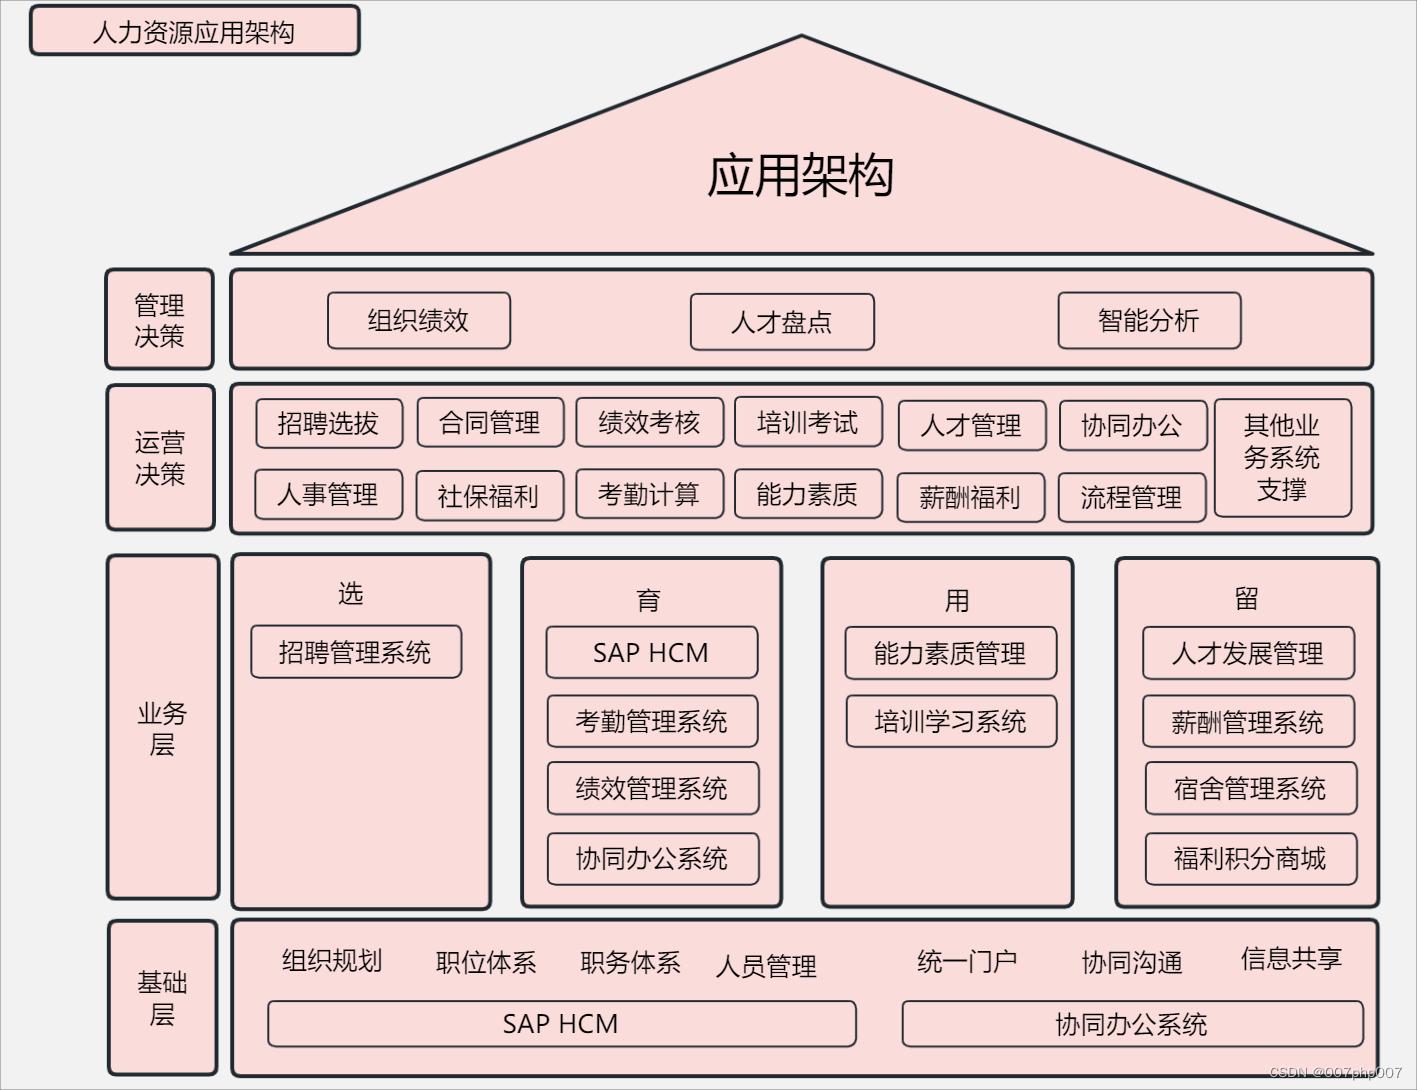 人力资源应用架构
应用架构
管理
决策
组织绩效
人才盘点
智能分析
运营
决策
招聘选拔
合同管理
绩效考核
培训考试
人才管理
协同办公
其他业
务系统
支撑
人事管理
社保福利
考勤计算
能力素质
薪酬福利
流程管理
业务
层
选
招聘管理系统
育
SAP HCM
考勤管理系统
绩效管理系统
协同办公系统
用
能力素质管理
培训学习系统
留
人才发展管理
薪酬管理系统
宿舍管理系统
福利积分商城
基础
层
组织规划
职位体系
职务体系
人员管理
统一门户
协同沟通
信息共享
SAP HCM
协同办公系统
CSDN @007php007